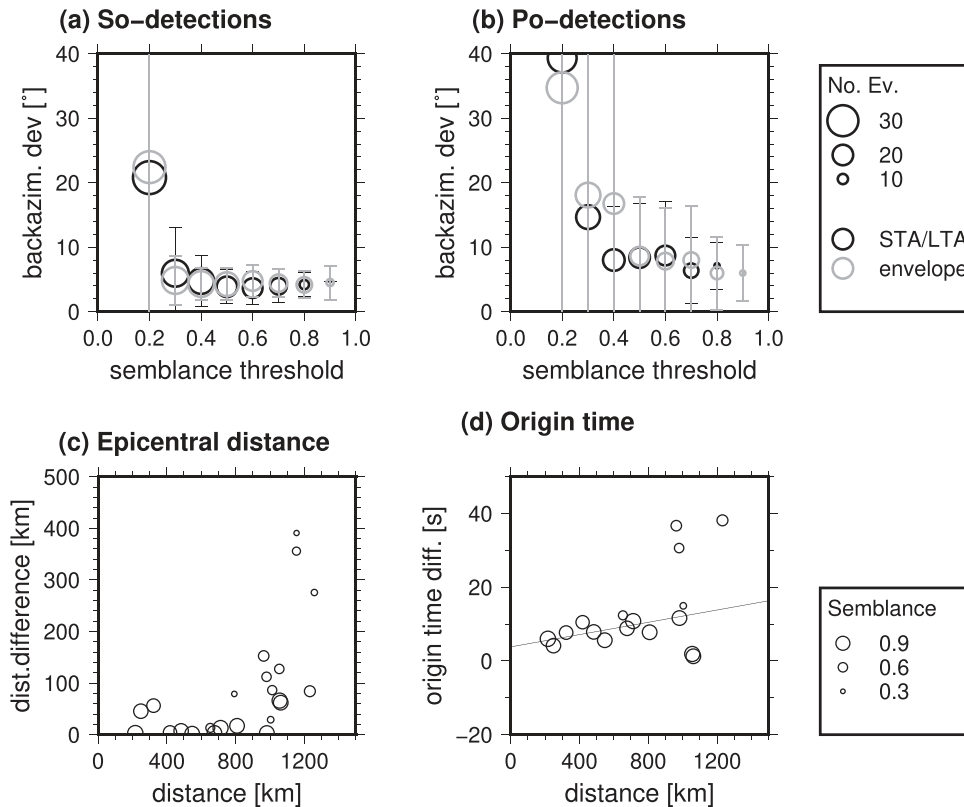 (a) So−detections
(b) Po−detections
40
30
20
10
0
backazim. dev [°]
0.0 0.2 0.4 0.6 0.8 1.0
semblance threshold
40
30
20
10
0
backazim. dev [°]
0.0 0.2 0.4 0.6 0.8 1.0
semblance threshold
No. Ev.
30
20
10
STA/LTA
envelope
(c) Epicentral distance
(d) Origin time
500
400
300
200
100
0
dist.difference [km]
0 400 800 1200
distance [km]
40
20
0
−20
origin time diff. [s]
0 400 800 1200
distance [km]
Semblance
0.9
0.6
0.3